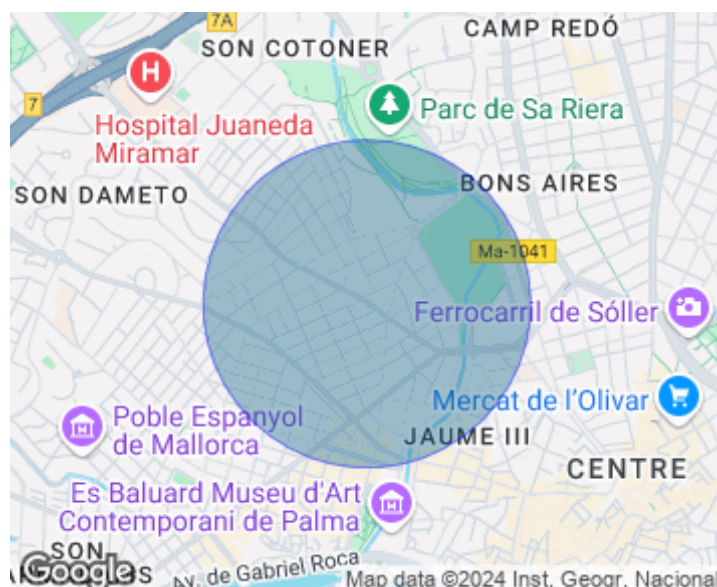 7A
SON COTONER
CAMP REDÓ
H
7
Hospital Juaneda
Miramar
Parc de Sa Riera
SON DAMETO
BONS AIRES
Ma-1041
Ferrocarril de Sóller
Mercat de l'Olivar
Poble Espanyol
de Mallorca
JAUME III
CENTRE
Es Baluard Museu d'Art
Contemporani de Palma
SON
Google
Av. de Gabriel Roca
Map data ©2024 Inst. Geogr. Nacional